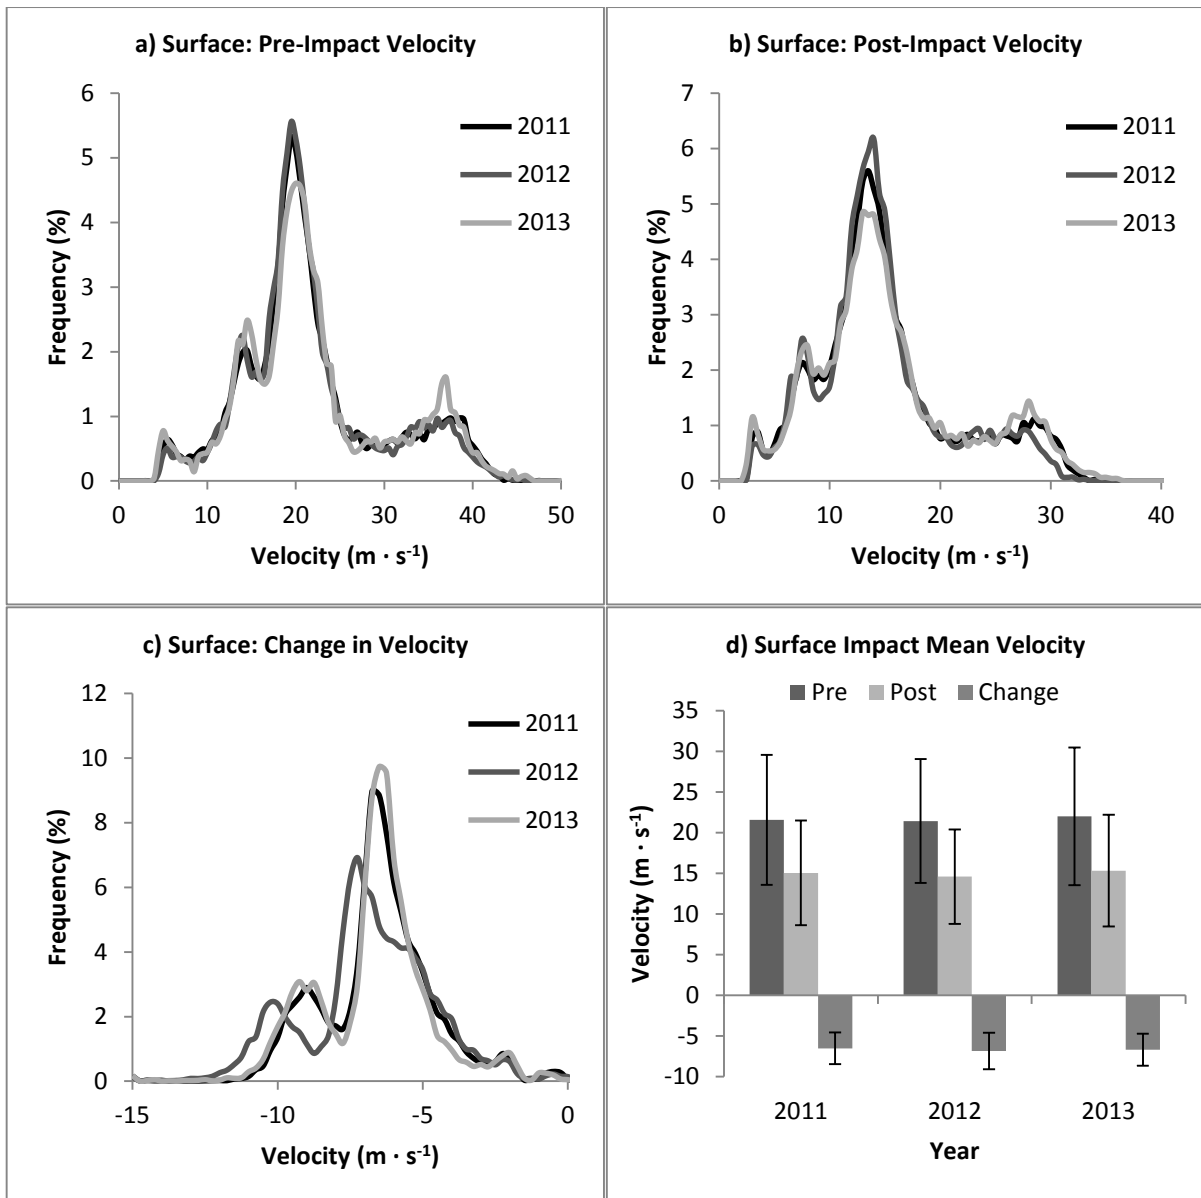 a) Surface: Pre-Impact Velocity
6
5
4
3
2
1
0
Frequency (%)
2011
2012
2013
0 10 20 30 40 50
Velocity (m · s⁻¹)
b) Surface: Post-Impact Velocity
7
6
5
4
3
2
1
0
Frequency (%)
2011
2012
2013
0 10 20 30 40
Velocity (m · s⁻¹)
c) Surface: Change in Velocity
12
10
8
6
4
2
0
Frequency (%)
2011
2012
2013
-15 -10 -5 0
Velocity (m · s⁻¹)
d) Surface Impact Mean Velocity
Pre Post Change
35
30
25
20
15
10
5
0
-5
-10
Velocity (m · s⁻¹)
2011 2012 2013
Year